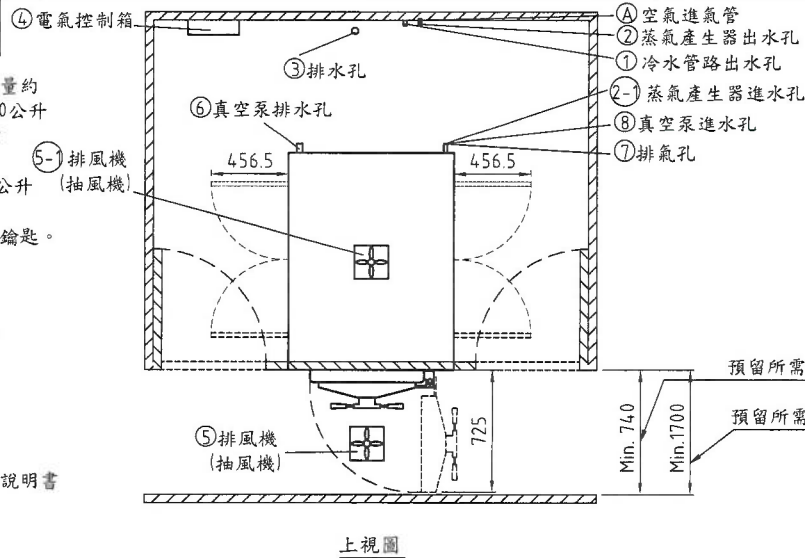 ④電氣控制箱
Ⓐ空氣進氣管
②蒸氣產生器出水孔
①冷水管路出水孔
③排水孔
2-1蒸氣產生器進水孔
量約
0公升
⑥真空泵排水孔
⑧真空泵進水孔
⑦排氣孔
5-1排風機
(抽風機)
456.5
456.5
公升
鑰匙。
預留所需
預留所需
⑤排風機
(抽風機)
725
Min. 740
Min.1700
說明書
上視圖